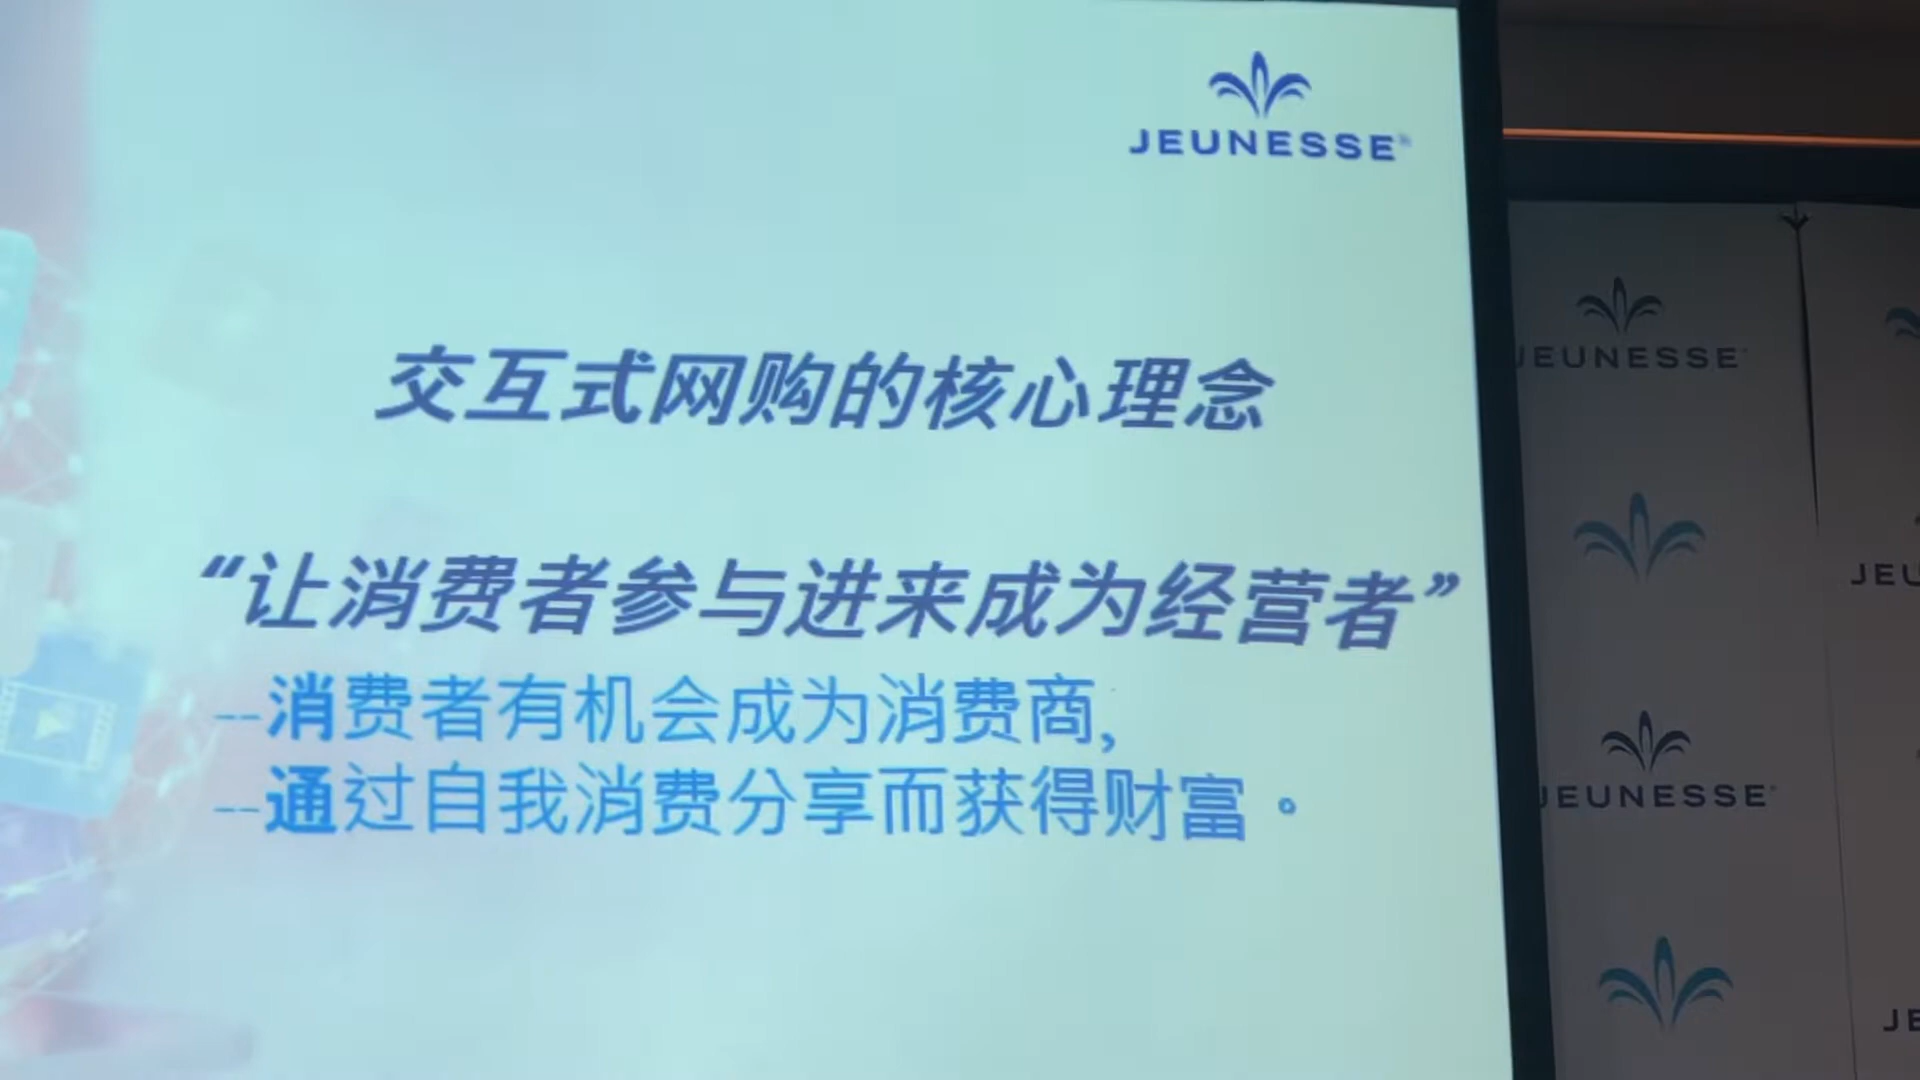 JEUNESSE
交互式网购的核心理念
“让消费者参与进来成为经营者”
--消费者有机会成为消费商,
--通过自我消费分享而获得财富。
JEUNESSE
JEU
JEUNESSE
JE